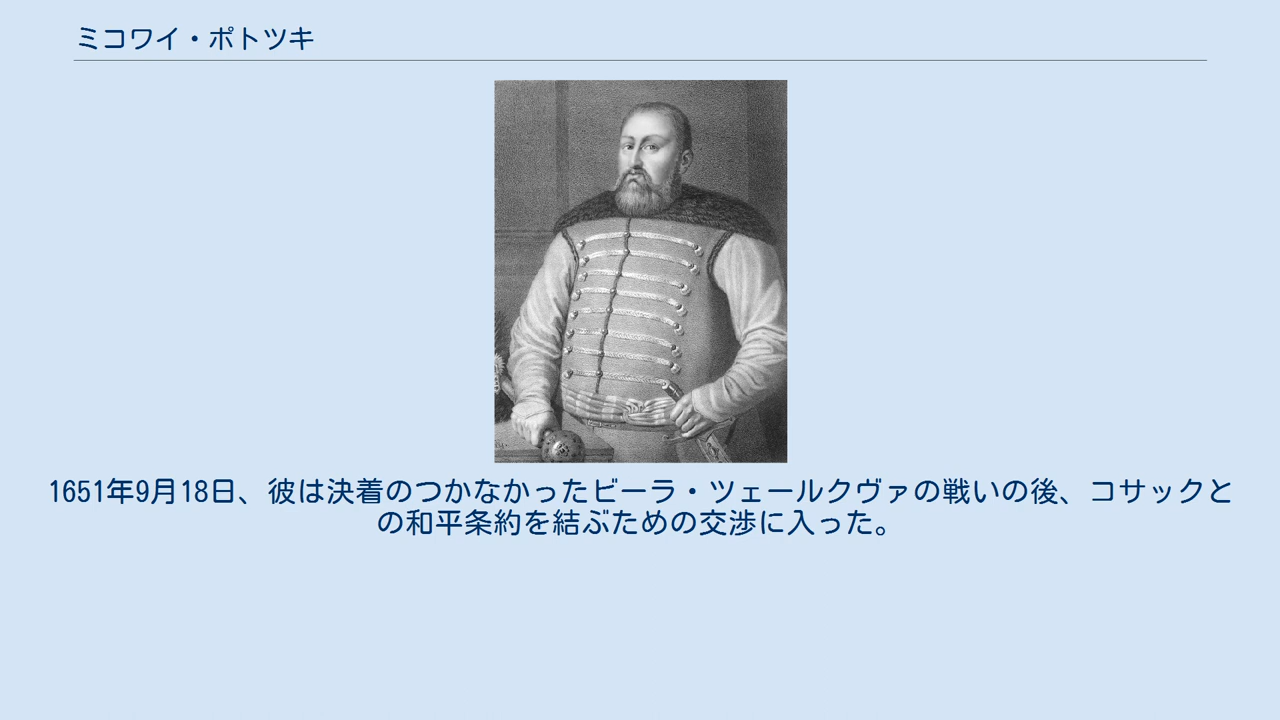 ミコワイ・ポトツキ
1651年9月18日、彼は決着のつかなかったビーラ・ツェールクヴァの戦いの後、コサックと
の和平条約を結ぶための交渉に入った。